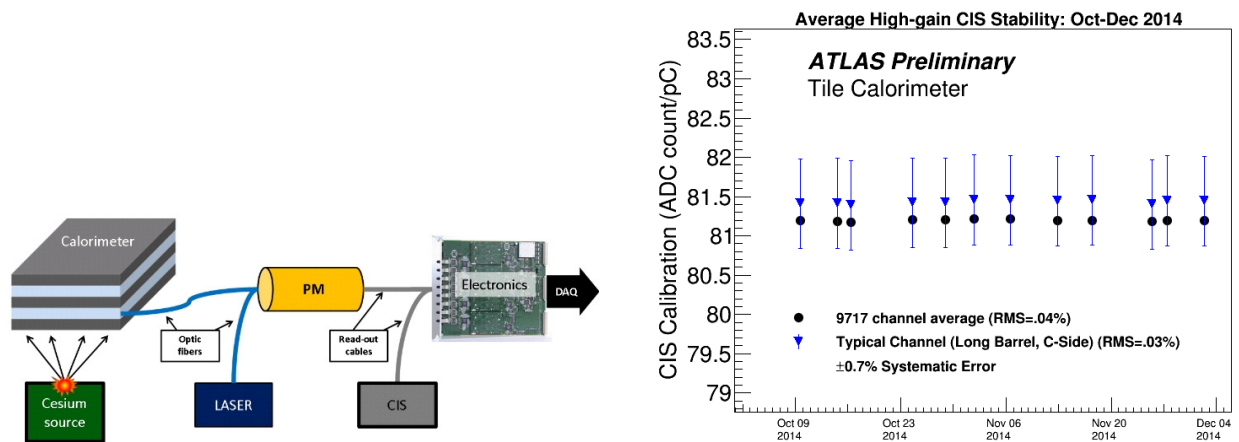 Calorimeter
PM
Electronics
DAQ
Optic
fibers
Read-out
cables
Cesium
source
LASER
CIS
Average High-gain CIS Stability: Oct-Dec 2014
CIS Calibration (ADC count/pC)
83.5
83
82.5
82
81.5
81
80.5
80
79.5
79
ATLAS Preliminary
Tile Calorimeter
9717 channel average (RMS=.04%)
Typical Channel (Long Barrel, C-Side) (RMS=.03%)
±0.7% Systematic Error
Oct 09
2014
Oct 23
2014
Nov 06
2014
Nov 20
2014
Dec 04
2014